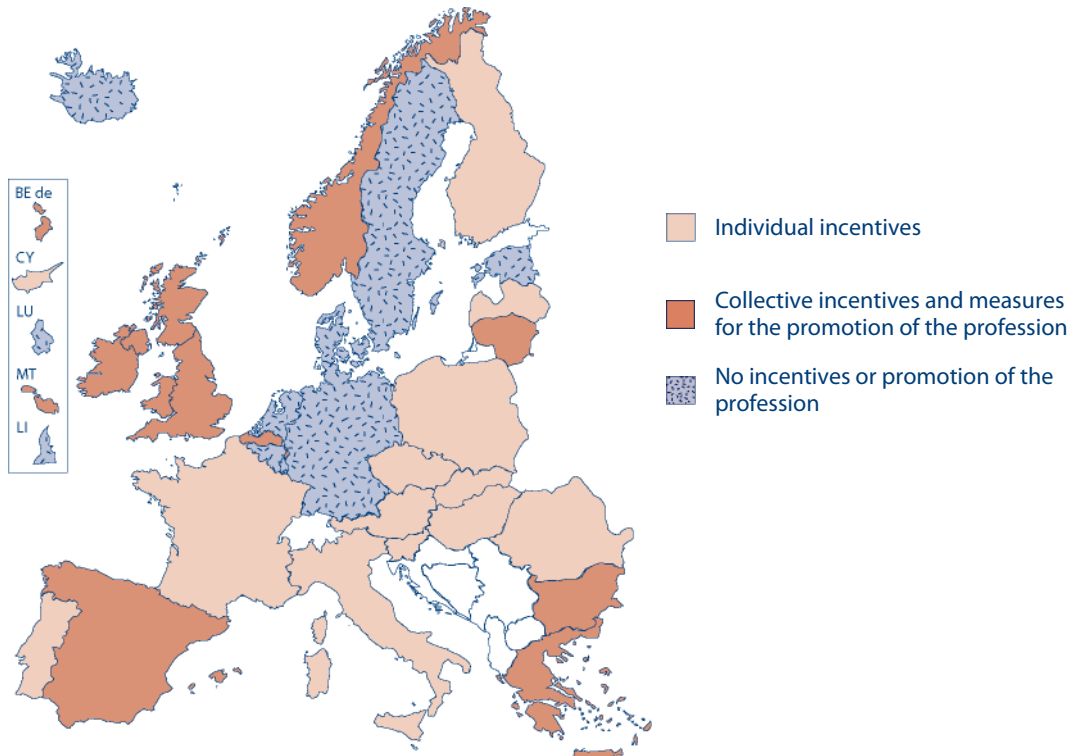 BE de
CY
LU
MT
LI
Individual incentives
Collective incentives and measures
for the promotion of the profession
No incentives or promotion of the
profession